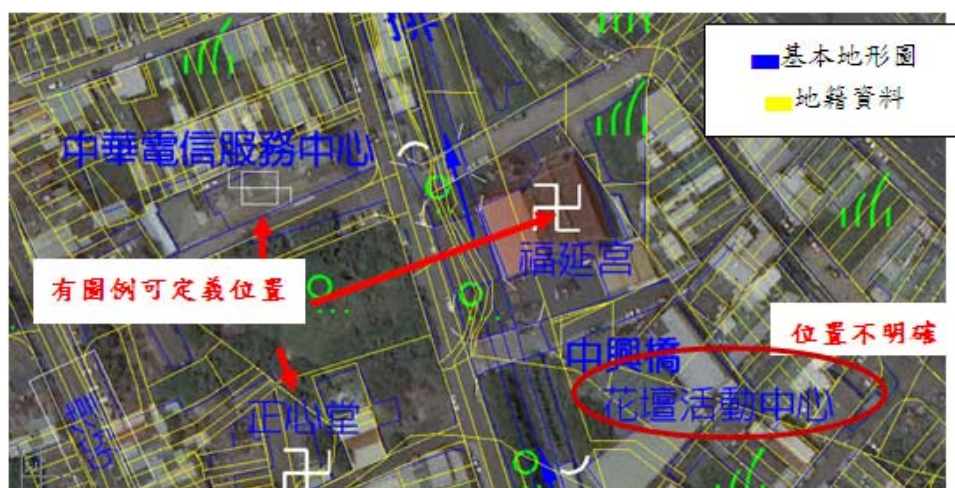 基本地形圖
地籍資料
中華電信服務中心
有圖例可定義位置
福延宮
位置不明確
中興橋
花壇活動中心
正心堂